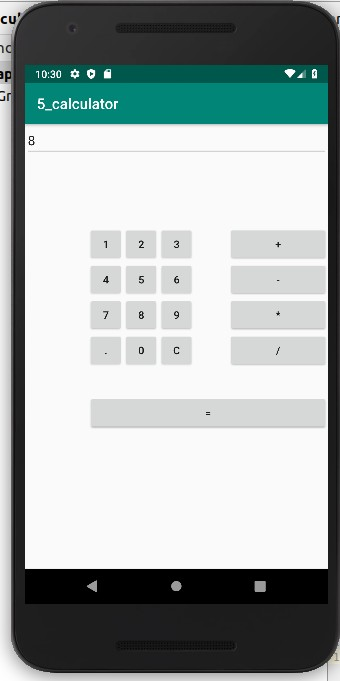 10:30
5_calculator
8
1 2 3 +
4 5 6 -
7 8 9 *
. 0 C /
=